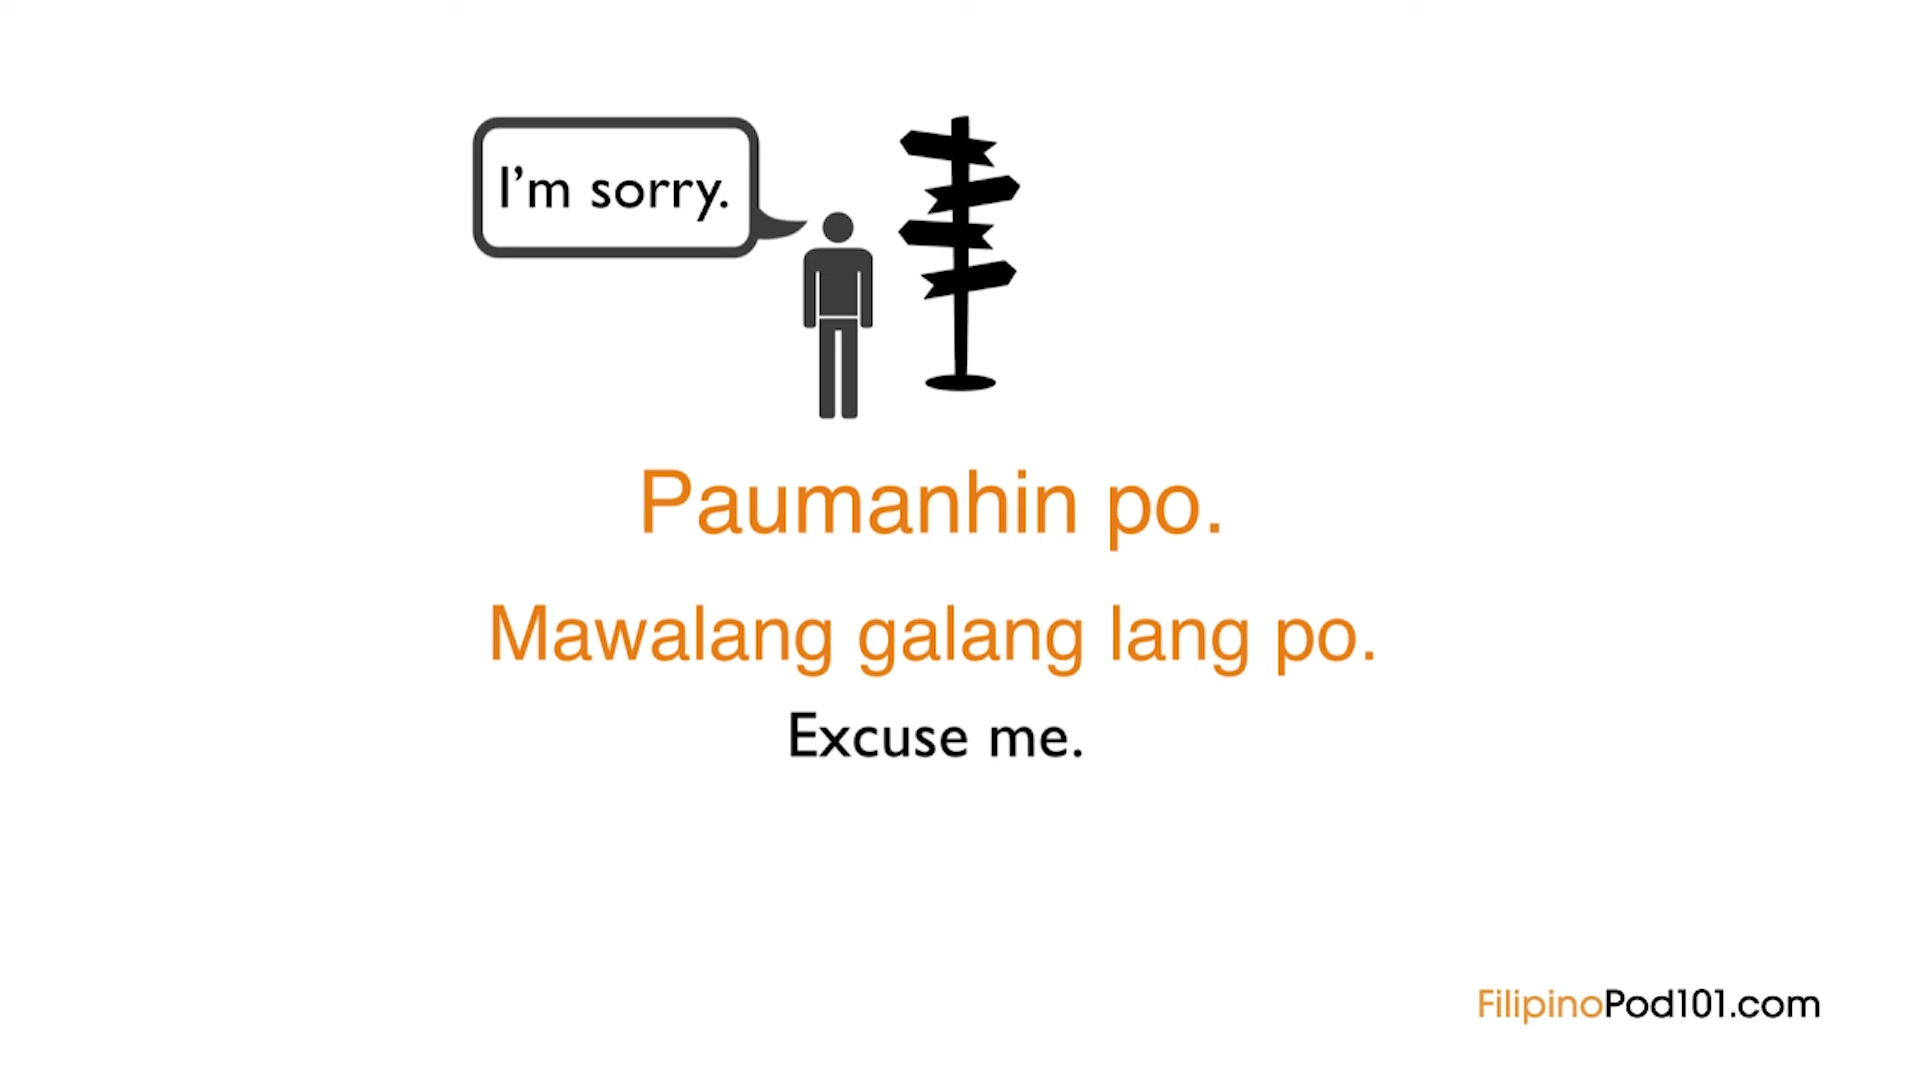 I'm sorry.
Paumanhin po.
Mawalang galang lang po.
Excuse me.
FilipinoPod101.com